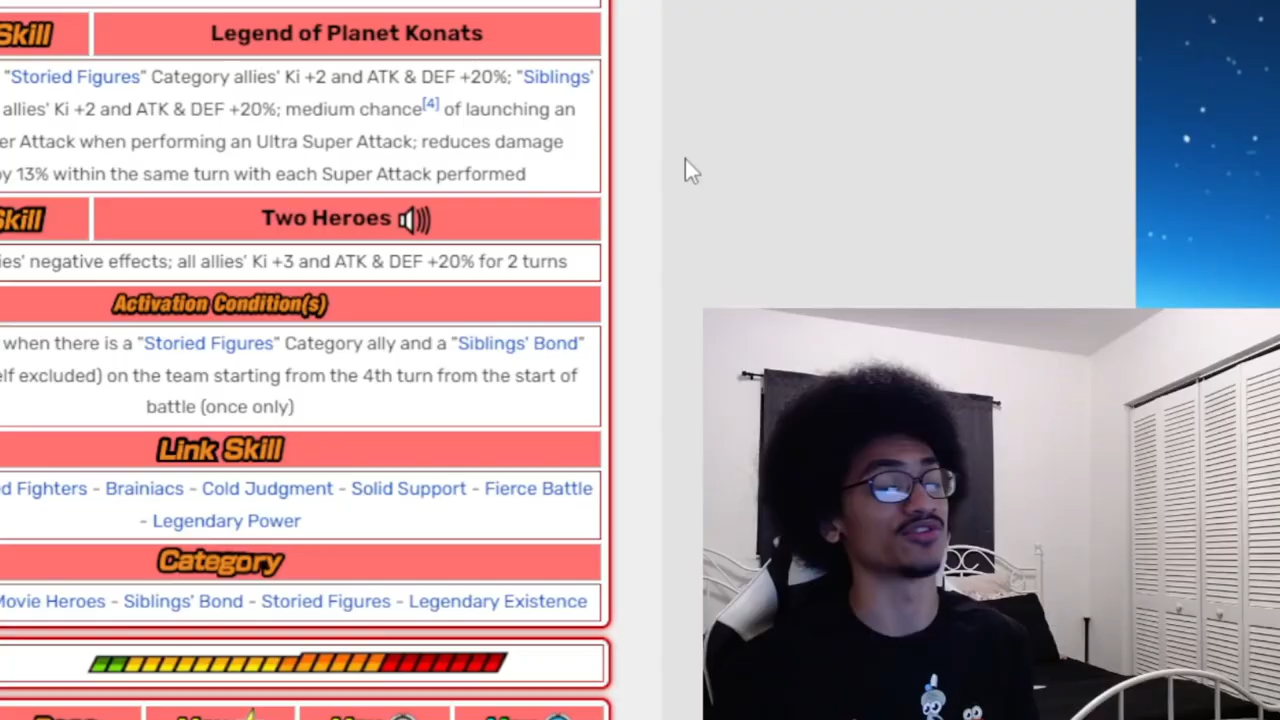 Skill Legend of Planet Konats
"Storied Figures" Category allies' Ki +2 and ATK & DEF +20%; "Siblings'
allies' Ki +2 and ATK & DEF +20%; medium chance[4] of launching an
er Attack when performing an Ultra Super Attack; reduces damage
by 13% within the same turn with each Super Attack performed
Skill Two Heroes
ies' negative effects; all allies' Ki +3 and ATK & DEF +20% for 2 turns
Activation Condition(s)
when there is a "Storied Figures" Category ally and a "Siblings' Bond"
elf excluded) on the team starting from the 4th turn from the start of
battle (once only)
Link Skill
ed Fighters - Brainiacs - Cold Judgment - Solid Support - Fierce Battle
- Legendary Power
Category
Movie Heroes - Siblings' Bond - Storied Figures - Legendary Existence